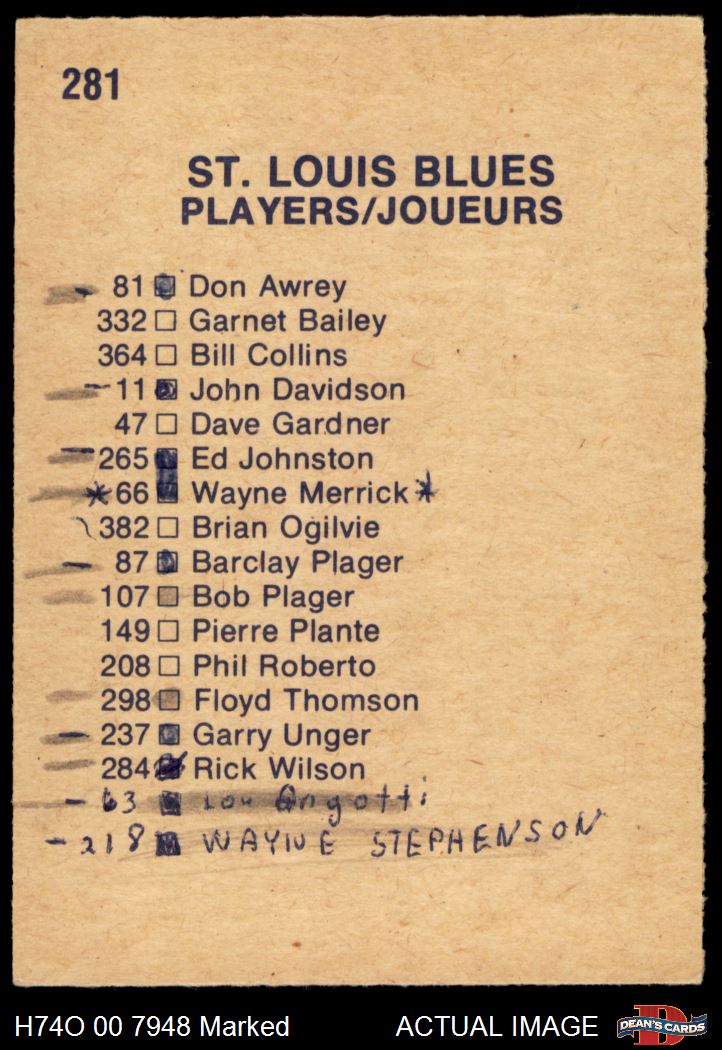 281
ST. LOUIS BLUES
PLAYERS/JOUEURS
81 Don Awrey
332 Garnet Bailey
364 Bill Collins
11 John Davidson
47 Dave Gardner
265 Ed Johnston
*66 Wayne Merrick*
382 Brian Ogilvie
87 Barclay Plager
107 Bob Plager
149 Pierre Plante
208 Phil Roberto
298 Floyd Thomson
237 Garry Unger
284 Rick Wilson
- 63 Lou Angotti
- 218 WAYNE STEPHENSON
H74O 00 7948 Marked ACTUAL IMAGE DEAN'S CARDS